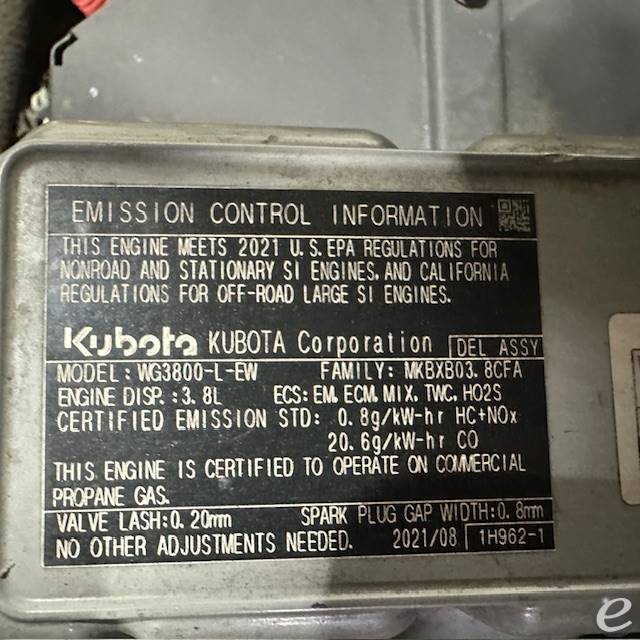 EMISSION CONTROL INFORMATION
THIS ENGINE MEETS 2021 U.S.EPA REGULATIONS FOR
NONROAD AND STATIONARY SI ENGINES, AND CALIFORNIA
REGULATIONS FOR OFF-ROAD LARGE SI ENGINES.
Kubota KUBOTA Corporation DEL ASSY
MODEL: WG3800-L-EW FAMILY: MKBXB03.8CFA
ENGINE DISP.:3.8L ECS: EM, ECM, MIX, TWC, HO2S
CERTIFIED EMISSION STD: 0.8g/kW-hr HC+NOx
20.6g/kW-hr CO
THIS ENGINE IS CERTIFIED TO OPERATE ON COMMERCIAL
PROPANE GAS.
VALVE LASH:0.20mm SPARK PLUG GAP WIDTH:0.8mm
NO OTHER ADJUSTMENTS NEEDED. 2021/08 1H962-1
e